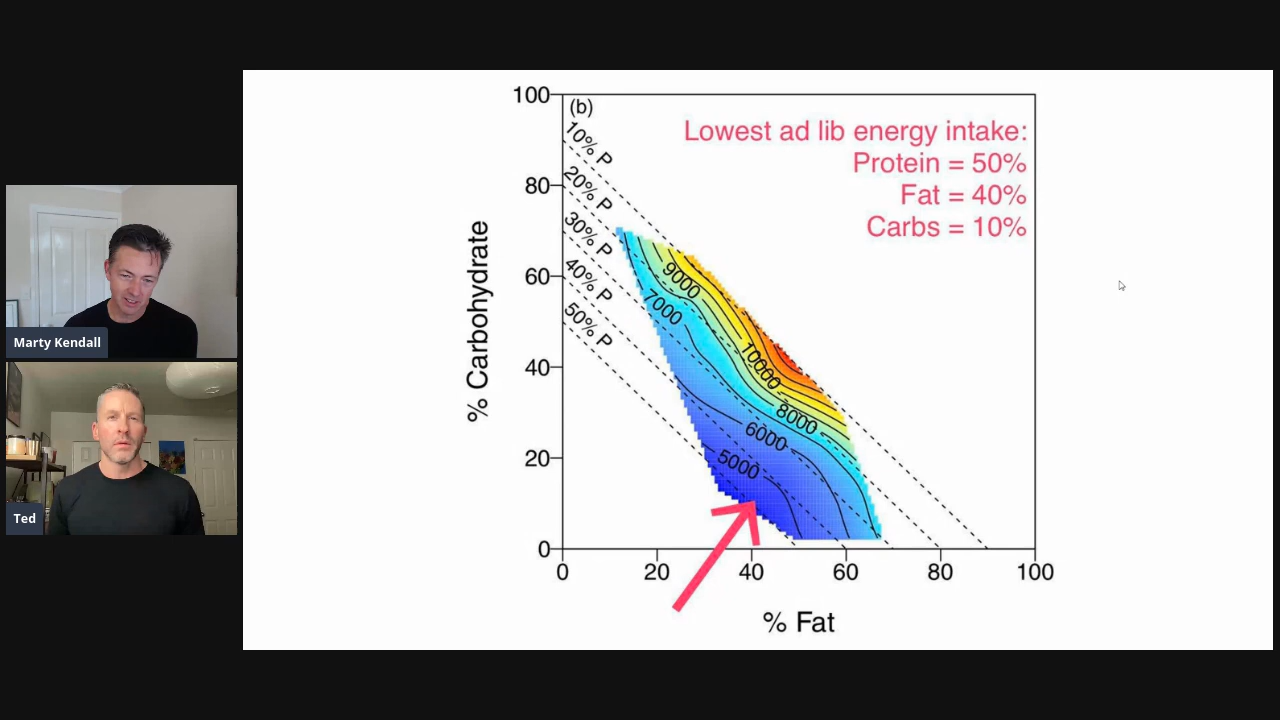 Marty Kendall
Ted
(b)
Lowest ad lib energy intake:
Protein = 50%
Fat = 40%
Carbs = 10%
% Carbohydrate
100
80
60
40
20
0
10% P
20% P
30% P
40% P
50% P
9000
7000
10000
8000
6000
5000
0
20
40
60
80
100
% Fat